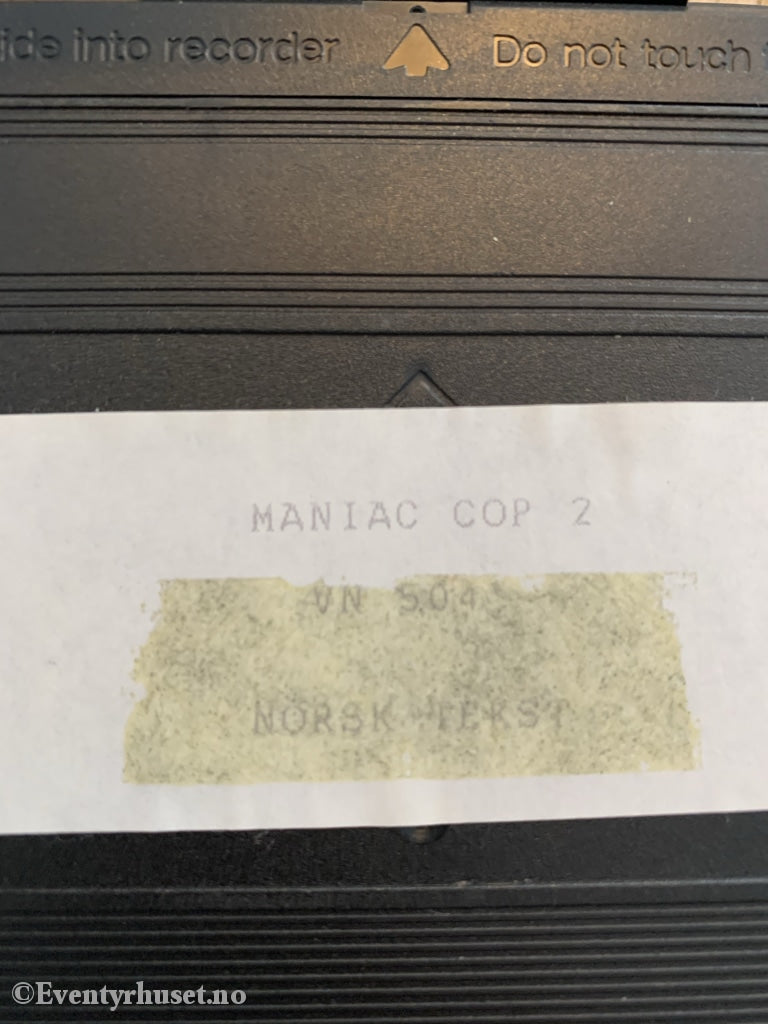 ide into recorder Do not touch
MANIAC COP 2
VN 504
NORSK TEKST
©Eventyrhuset.no